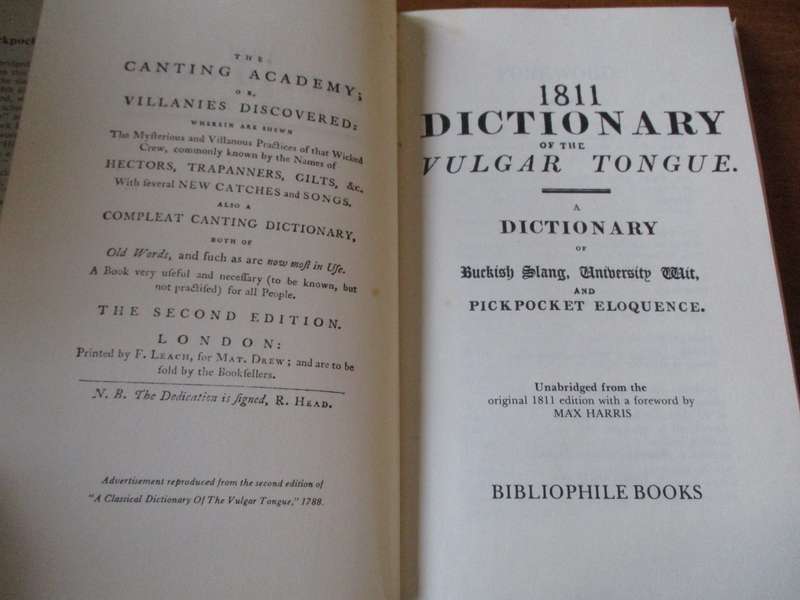 THE
CANTING ACADEMY;
OR,
VILLANIES DISCOVERED:
WHEREIN ARE SHEWN
The Myſterious and Villanous Practices of that Wicked
Crew, commonly known by the Names of
HECTORS, TRAPANNERS, GILTS, &c.
With ſeveral NEW CATCHES and SONGS.
ALSO A
COMPLEAT CANTING DICTIONARY,
BOTH OF
Old Words, and such as are now moſt in Uſe.
A Book very uſeful and neceſſary (to be known, but
not practiſed) for all People.
THE SECOND EDITION.
LONDON:
Printed by F. LEACH, for MAT. DREW; and are to be
ſold by the Bookſellers.
N. B. The Dedication is ſigned, R. HEAD.
Advertisement reproduced from the second edition of
"A Classical Dictionary Of The Vulgar Tongue," 1788.
1811
DICTIONARY
OF THE
VULGAR TONGUE.
A
DICTIONARY
OF
Buckish Slang, University Wit,
AND
PICKPOCKET ELOQUENCE.
Unabridged from the
original 1811 edition with a foreword by
MAX HARRIS
BIBLIOPHILE BOOKS